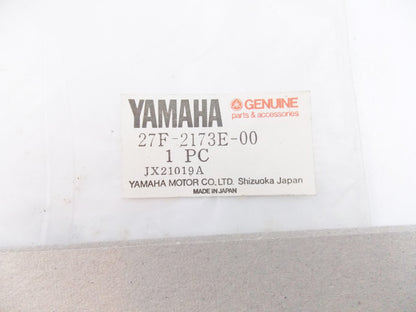 YAMAHA GENUINE
parts & accessories
27F-2173E-00
1 PC
JX21019A
YAMAHA MOTOR CO., LTD. Shizuoka Japan
MADE IN JAPAN